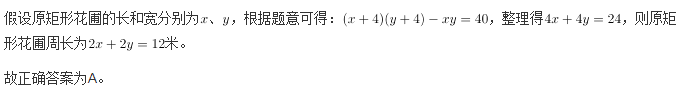 假设原矩形花圃的长和宽分别为x、y，根据题意可得：(x + 4)(y + 4) − xy = 40，整理得4x + 4y = 24，则原矩
形花圃周长为2x + 2y = 12米。
故正确答案为A。